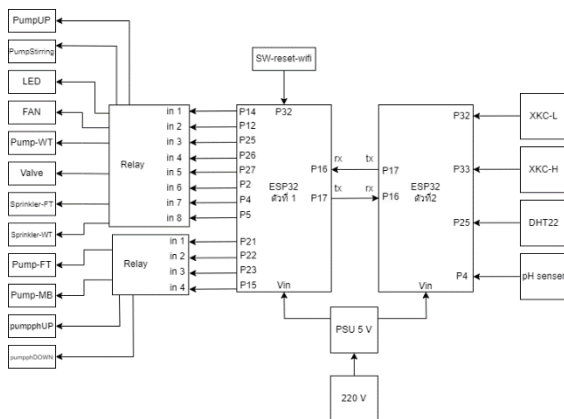 PumpUP
PumpStirring
LED
FAN
Pump-WT
Valve
Sprinkler-FT
Sprinkler-WT
Pump-FT
Pump-MB
pumpphUP
pumpphDOWN
Relay
in 1
in 2
in 3
in 4
in 5
in 6
in 7
in 8
Relay
in 1
in 2
in 3
in 4
SW-reset-wifi
P32
P14
P12
P25
P26
P27
P2
P4
P5
P21
P22
P23
P15
ESP32
ตัวที่ 1
P16
P17
Vin
rx tx
tx rx
P17
P16
ESP32
ตัวที่2
P32
P33
P25
P4
Vin
XKC-L
XKC-H
DHT22
pH senser
PSU 5 V
220 V